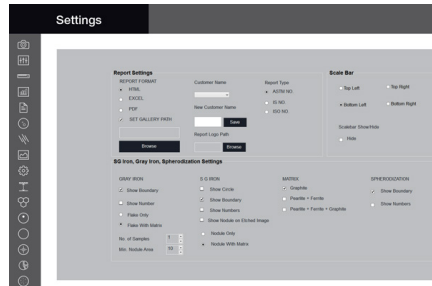 Settings
Report Settings
REPORT FORMAT
HTML
EXCEL
PDF
SET GALLERY PATH
Browse
Customer Name
New Customer Name
Save
Report Logo Path
Browse
Report Type
ASTM NO.
IS NO.
ISO NO.
Scale Bar
Top Left
Top Right
Bottom Left
Bottom Right
Scalebar Show/Hide
Hide
SG Iron, Gray Iron, Spherodization Settings
GRAY IRON
Show Boundary
Show Number
Flake Only
Flake With Matrix
No. of Samples
Min. Nodule Area
S G IRON
Show Circle
Show Boundary
Show Numbers
Show Nodule on Etched Image
Nodule Only
Nodule With Matrix
MATRIX
Graphite
Pearlite + Ferrite
Pearlite + Ferrite + Graphite
SPHERODIZATION
Show Boundary
Show Numbers